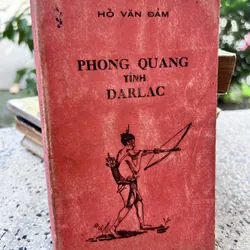 HỒ VĂN ĐÀM
PHONG QUANG
TỈNH
DARLAC